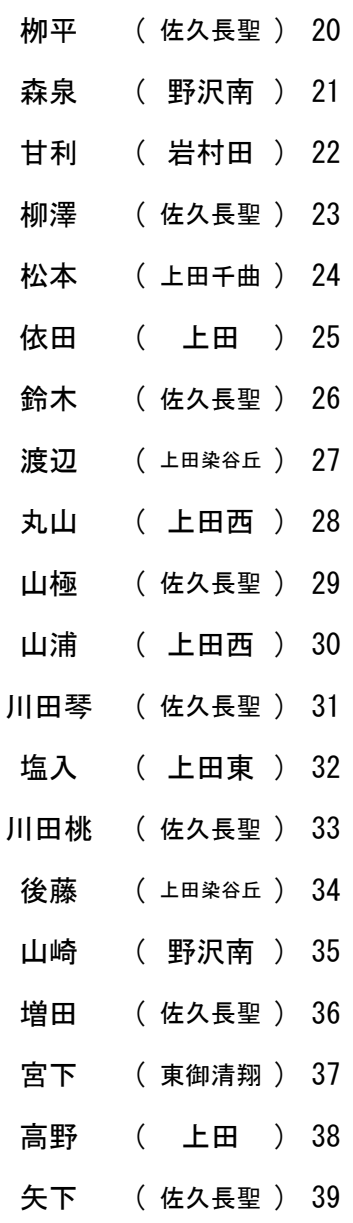 栁平 （ 佐久長聖 ） 20
森泉 （ 野沢南 ） 21
甘利 （ 岩村田 ） 22
柳澤 （ 佐久長聖 ） 23
松本 （ 上田千曲 ） 24
依田 （ 上田 ） 25
鈴木 （ 佐久長聖 ） 26
渡辺 （ 上田染谷丘 ） 27
丸山 （ 上田西 ） 28
山極 （ 佐久長聖 ） 29
山浦 （ 上田西 ） 30
川田琴 （ 佐久長聖 ） 31
塩入 （ 上田東 ） 32
川田桃 （ 佐久長聖 ） 33
後藤 （ 上田染谷丘 ） 34
山崎 （ 野沢南 ） 35
増田 （ 佐久長聖 ） 36
宮下 （ 東御清翔 ） 37
高野 （ 上田 ） 38
矢下 （ 佐久長聖 ） 39